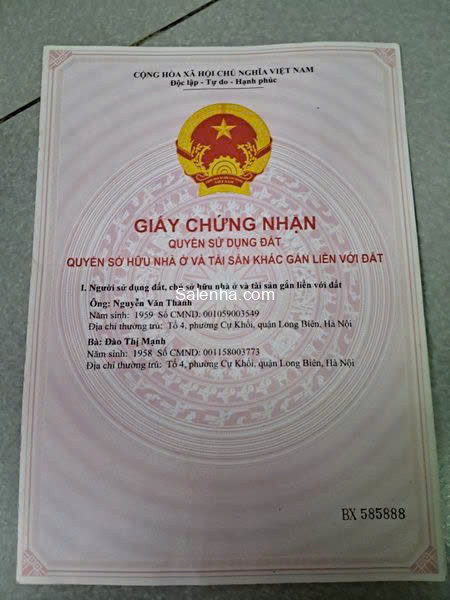 CỘNG HÒA XÃ HỘI CHỦ NGHĨA VIỆT NAM
Độc lập - Tự do - Hạnh phúc
GIẤY CHỨNG NHẬN
QUYỀN SỬ DỤNG ĐẤT
QUYỀN SỞ HỮU NHÀ Ở VÀ TÀI SẢN KHÁC GẮN LIỀN VỚI ĐẤT
I. Người sử dụng đất, chủ sở hữu nhà ở và tài sản gắn liền với đất
Salenha.com
Ông: Nguyễn Văn Thành
Năm sinh: 1959 Số CMND: 001059003549
Địa chỉ thường trú: Tổ 4, phường Cự Khối, quận Long Biên, Hà Nội
Bà: Đào Thị Mạnh
Năm sinh: 1958 Số CMND: 001158003773
Địa chỉ thường trú: Tổ 4, phường Cự Khối, quận Long Biên, Hà Nội
BX 585888